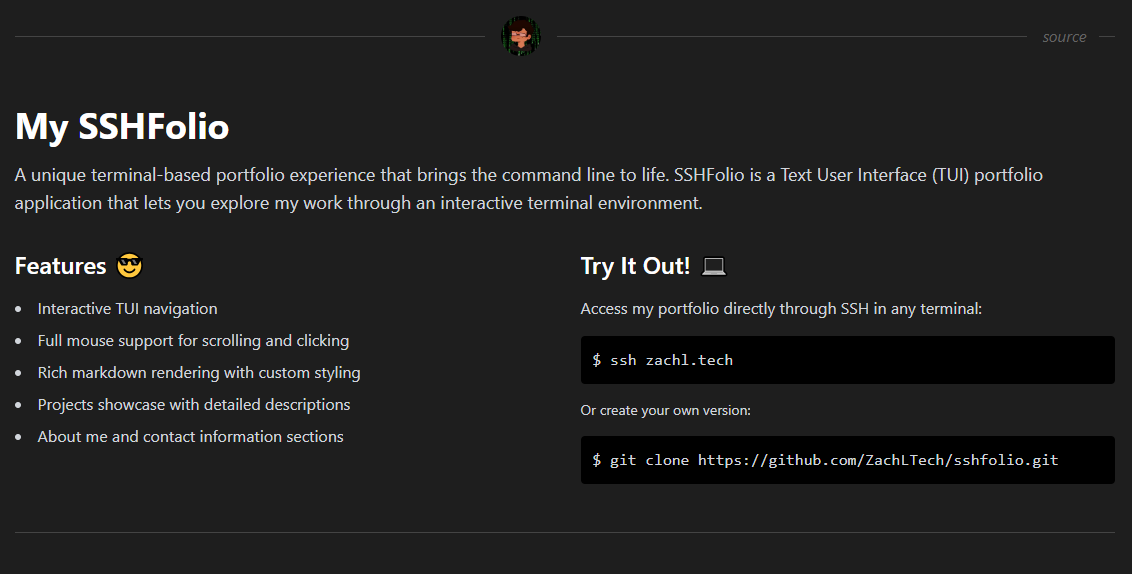 source
My SSHFolio
A unique terminal-based portfolio experience that brings the command line to life. SSHFolio is a Text User Interface (TUI) portfolio
application that lets you explore my work through an interactive terminal environment.
Features 😎
• Interactive TUI navigation
• Full mouse support for scrolling and clicking
• Rich markdown rendering with custom styling
• Projects showcase with detailed descriptions
• About me and contact information sections
Try It Out! 💻
Access my portfolio directly through SSH in any terminal:
$ ssh zachl.tech
Or create your own version:
$ git clone https://github.com/ZachLTech/sshfolio.git